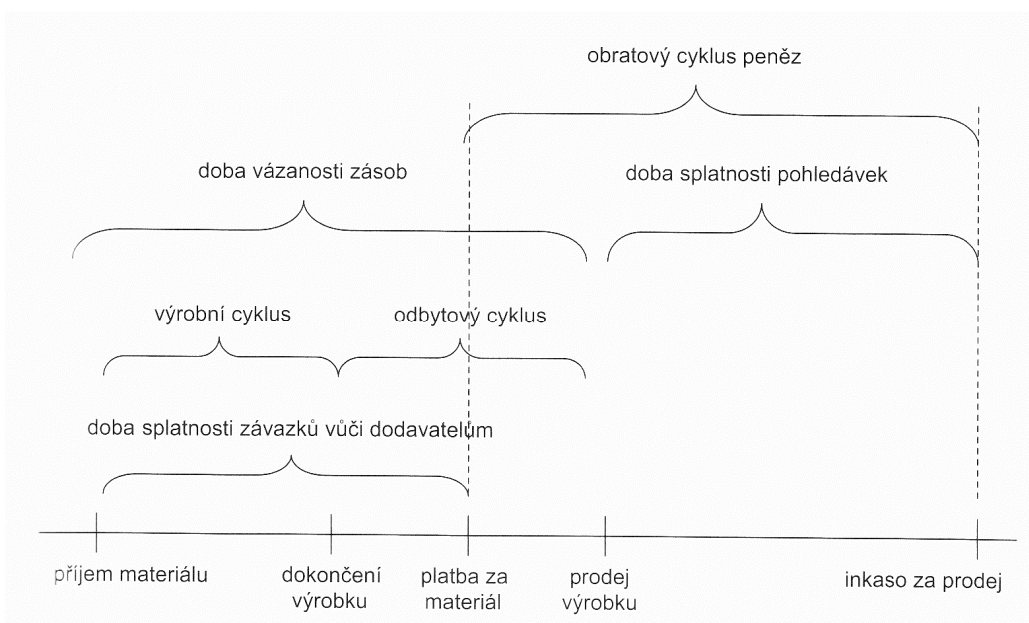 obratový cyklus peněz
doba vázanosti zásob
doba splatnosti pohledávek
výrobní cyklus
odbytový cyklus
doba splatnosti závazků vůči dodavatelům
příjem materiálu
dokončení
výrobku
platba za
materiál
prodej
výrobku
inkaso za prodej